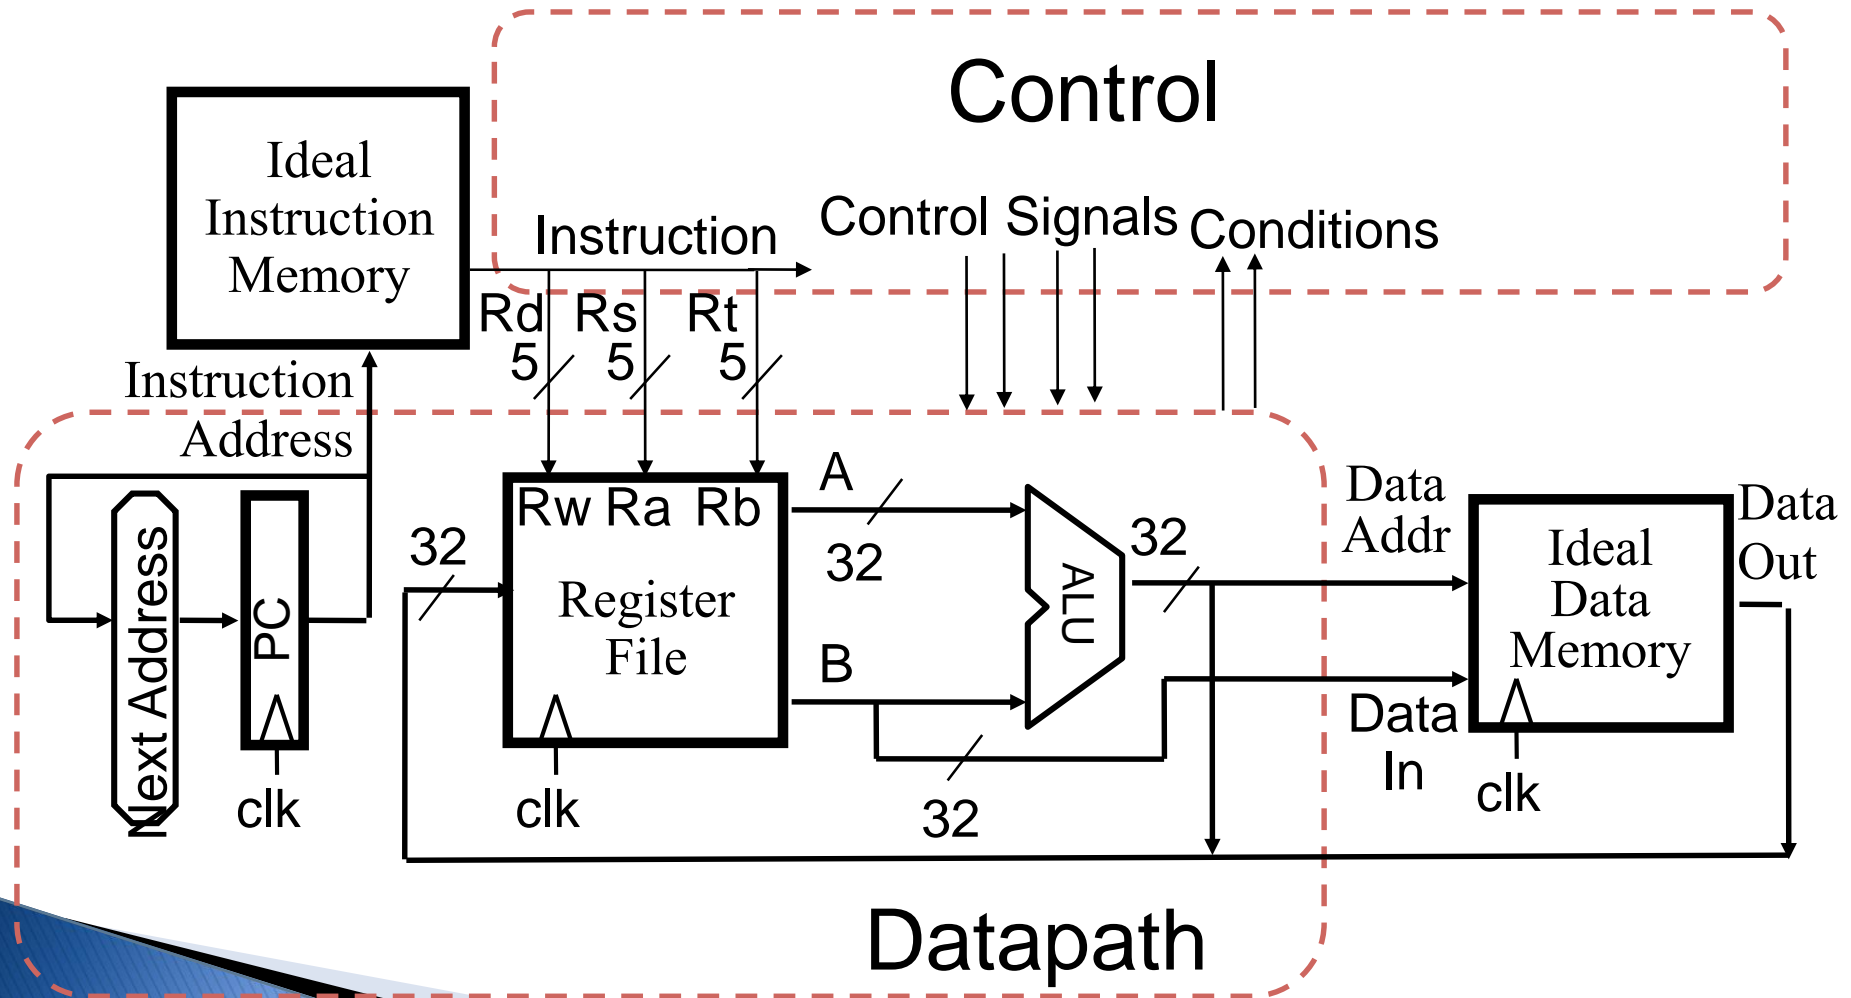 Control
Ideal
Instruction
Memory
Instruction
Control Signals
Conditions
Rd Rs Rt
5 5 5
Instruction
Address
Next Address
PC
clk
32
Rw Ra Rb
Register
File
clk
A
32
B
32
ALU
32
Data
Addr
Data
In
Ideal
Data
Memory
clk
Data
Out
Datapath